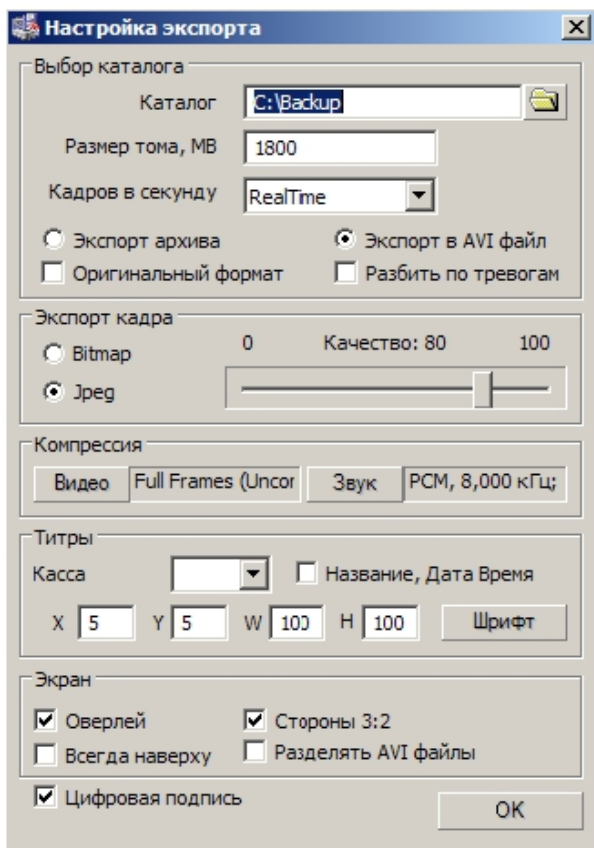 Настройка экспорта
Выбор каталога
Каталог C:\Backup
Размер тома, MB 1800
Кадров в секунду RealTime
Экспорт архива Экспорт в AVI файл
Оригинальный формат Разбить по тревогам
Экспорт кадра
Bitmap 0 Качество: 80 100
Jpeg
Компрессия
Видео Full Frames (Uncor Звук PCM, 8,000 кГц;
Титры
Касса Название, Дата Время
X 5 Y 5 W 100 H 100 Шрифт
Экран
Оверлей Стороны 3:2
Всегда наверху Разделять AVI файлы
Цифровая подпись OK